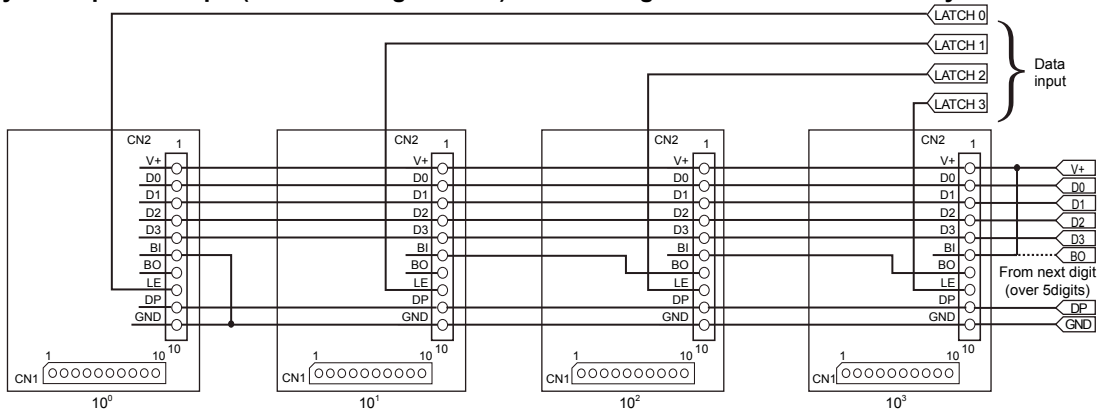 LATCH 0
LATCH 1
LATCH 2
LATCH 3
Data
input
CN2 1
V+
D0
D1
D2
D3
BI
BO
LE
DP
GND
10
CN1 1 10
10⁰
CN2 1
V+
D0
D1
D2
D3
BI
BO
LE
DP
GND
10
CN1 1 10
10¹
CN2 1
V+
D0
D1
D2
D3
BI
BO
LE
DP
GND
10
CN1 1 10
10²
CN2 1
V+
D0
D1
D2
D3
BI
BO
LE
DP
GND
10
CN1 1 10
10³
V+
D0
D1
D2
D3
BO
From next digit
(over 5digits)
DP
GND